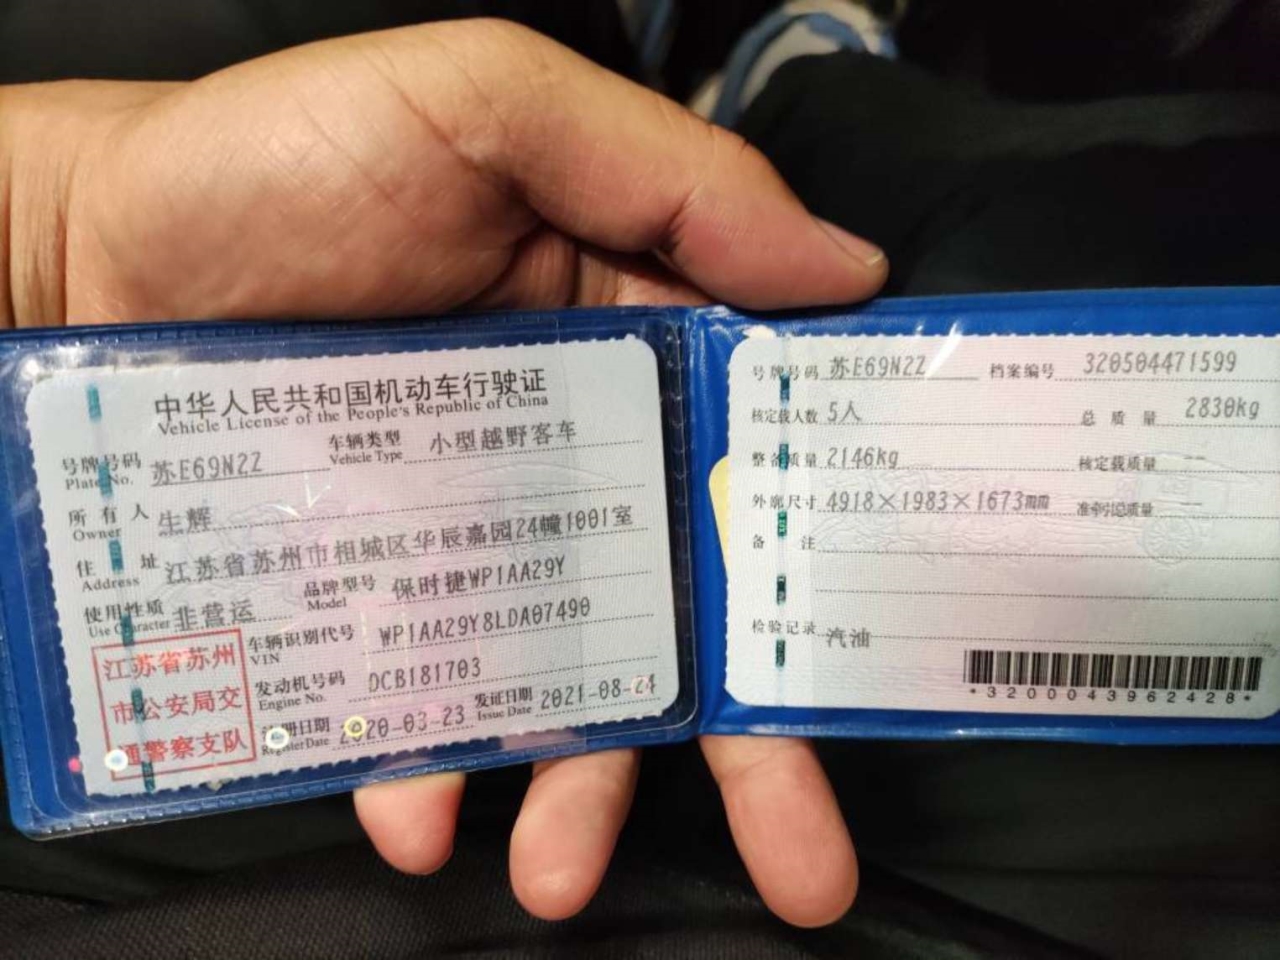 中华人民共和国机动车行驶证
Vehicle License of the People's Republic of China
号牌号码 苏E69N2Z 车辆类型 小型越野客车
Plate No. Vehicle Type
所有人 生辉
Owner
住址 江苏省苏州市相城区华辰嘉园24幢1001室
Address
使用性质 非营运 品牌型号 保时捷WP1AA29Y
Use Character Model
车辆识别代号 WP1AA29Y8LDA07490
VIN
发动机号码 DCB181703
Engine No.
注册日期 2020-03-23 发证日期 2021-08-24
Register Date Issue Date
江苏省苏州
市公安局交
通警察支队
号牌号码 苏E69N2Z 档案编号 320504471599
核定载人数 5人 总质量 2830kg
整备质量 2146kg 核定载质量 --
外廓尺寸 4918×1983×1673 质量 --
备注
检验记录 汽油
*3200043962428*